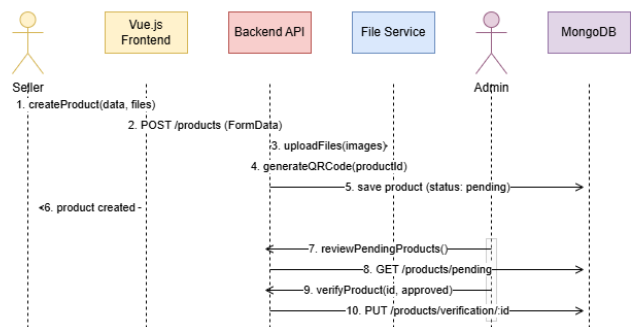 Vue.js
Frontend
Backend API
File Service
MongoDB
Seller
Admin
1. createProduct(data, files)
2. POST /products (FormData)
3. uploadFiles(images)
4. generateQRCode(productId)
5. save product (status: pending)
6. product created
7. reviewPendingProducts()
8. GET /products/pending
9. verifyProduct(id, approved)
10. PUT /products/verification/:id